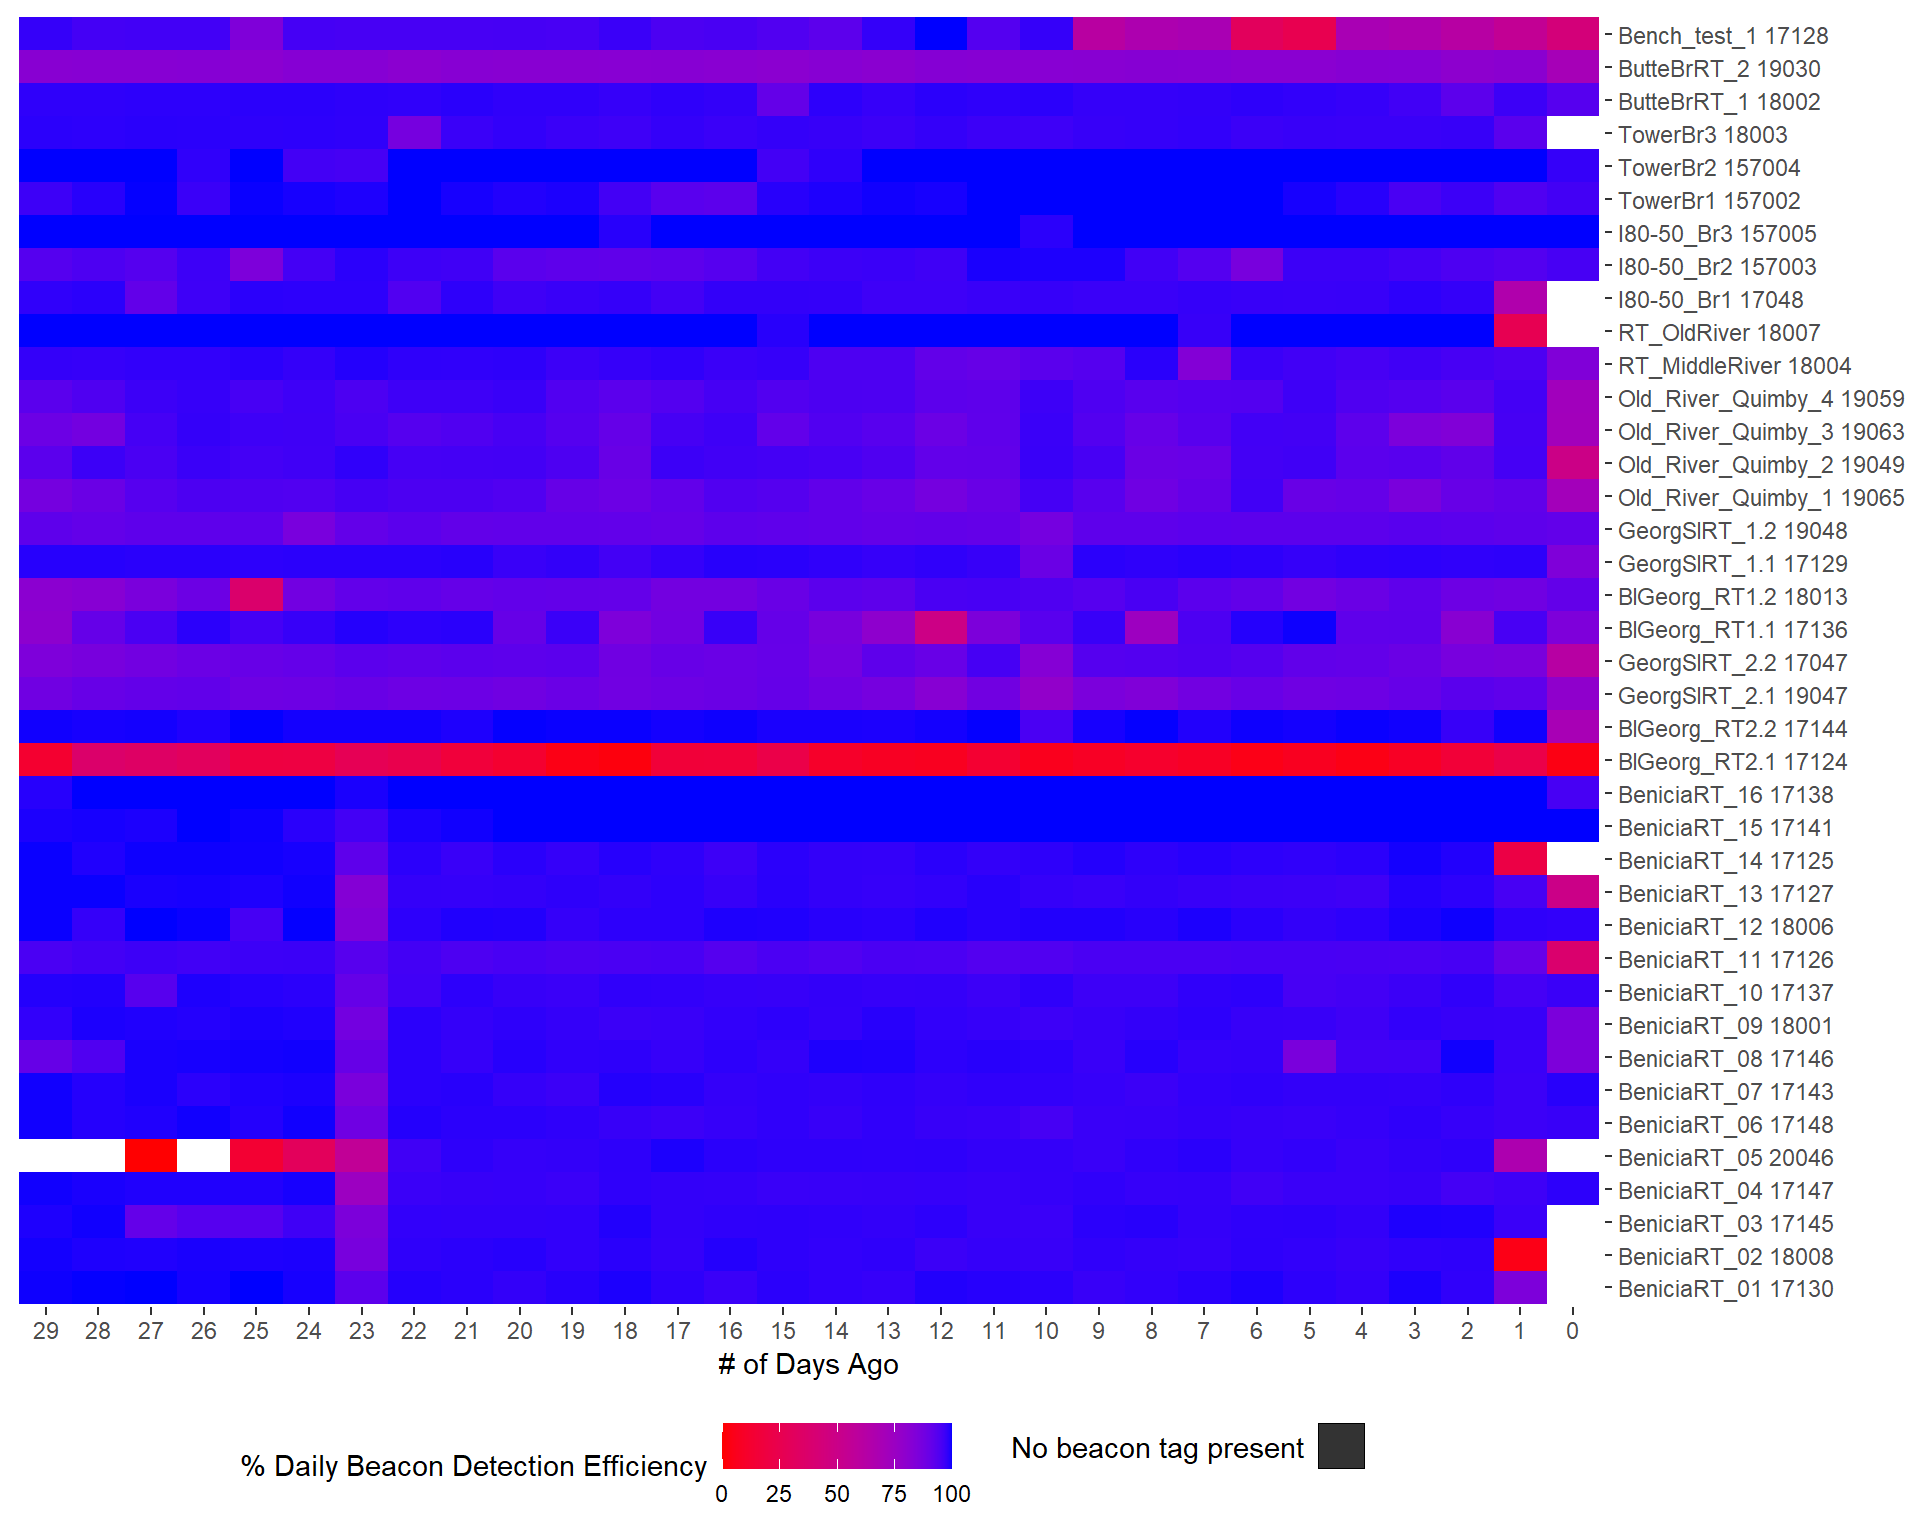 Bench_test_1 17128
ButteBrRT_2 19030
ButteBrRT_1 18002
TowerBr3 18003
TowerBr2 157004
TowerBr1 157002
I80-50_Br3 157005
I80-50_Br2 157003
I80-50_Br1 17048
RT_OldRiver 18007
RT_MiddleRiver 18004
Old_River_Quimby_4 19059
Old_River_Quimby_3 19063
Old_River_Quimby_2 19049
Old_River_Quimby_1 19065
GeorgSlRT_1.2 19048
GeorgSlRT_1.1 17129
BlGeorg_RT1.2 18013
BlGeorg_RT1.1 17136
GeorgSlRT_2.2 17047
GeorgSlRT_2.1 19047
BlGeorg_RT2.2 17144
BlGeorg_RT2.1 17124
BeniciaRT_16 17138
BeniciaRT_15 17141
BeniciaRT_14 17125
BeniciaRT_13 17127
BeniciaRT_12 18006
BeniciaRT_11 17126
BeniciaRT_10 17137
BeniciaRT_09 18001
BeniciaRT_08 17146
BeniciaRT_07 17143
BeniciaRT_06 17148
BeniciaRT_05 20046
BeniciaRT_04 17147
BeniciaRT_03 17145
BeniciaRT_02 18008
BeniciaRT_01 17130
29 28 27 26 25 24 23 22 21 20 19 18 17 16 15 14 13 12 11 10 9 8 7 6 5 4 3 2 1 0
# of Days Ago
% Daily Beacon Detection Efficiency
0 25 50 75 100
No beacon tag present